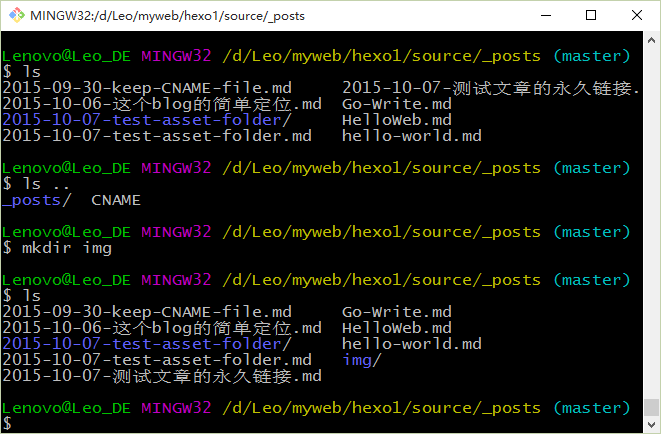 MINGW32:/d/Leo/myweb/hexo1/source/_posts
Lenovo@Leo_DE MINGW32 /d/Leo/myweb/hexo1/source/_posts (master)
$ ls
2015-09-30-keep-CNAME-file.md 2015-10-07-测试文章的永久链接.
2015-10-06-这个blog的简单定位.md Go-Write.md
2015-10-07-test-asset-folder/ HelloWeb.md
2015-10-07-test-asset-folder.md hello-world.md
Lenovo@Leo_DE MINGW32 /d/Leo/myweb/hexo1/source/_posts (master)
$ ls ..
_posts/ CNAME
Lenovo@Leo_DE MINGW32 /d/Leo/myweb/hexo1/source/_posts (master)
$ mkdir img
Lenovo@Leo_DE MINGW32 /d/Leo/myweb/hexo1/source/_posts (master)
$ ls
2015-09-30-keep-CNAME-file.md Go-Write.md
2015-10-06-这个blog的简单定位.md HelloWeb.md
2015-10-07-test-asset-folder/ hello-world.md
2015-10-07-test-asset-folder.md img/
2015-10-07-测试文章的永久链接.md
Lenovo@Leo_DE MINGW32 /d/Leo/myweb/hexo1/source/_posts (master)
$